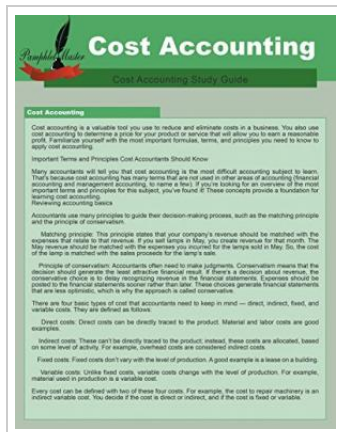 Pamphlet Master
Cost Accounting
Cost Accounting Study Guide
Cost Accounting
Cost accounting is a valuable tool you use to reduce and eliminate costs in a business. You also use
cost accounting to determine a price for your product or service that will allow you to earn a reasonable
profit. Familiarize yourself with the most important formulas, terms, and principles you need to know to
apply cost accounting.
Important Terms and Principles Cost Accountants Should Know
Many accountants will tell you that cost accounting is the most difficult accounting subject to learn.
That's because cost accounting has many terms that are not used in other areas of accounting (financial
accounting and management accounting, to name a few). If you're looking for an overview of the most
important terms and principles for this subject, you've found it! These concepts provide a foundation for
learning cost accounting.
Reviewing accounting basics
Accountants use many principles to guide their decision-making process, such as the matching principle
and the principle of conservatism.
Matching principle: This principle states that your company's revenue should be matched with the
expenses that relate to that revenue. If you sell lamps in May, you create revenue for that month. The
May revenue should be matched with the expenses you incurred for the lamps sold in May. So, the cost
of the lamp is matched with the sales proceeds for the lamp's sale.
Principle of conservatism: Accountants often need to make judgments. Conservatism means that the
decision should generate the least attractive financial result. If there's a decision about revenue, the
conservative choice is to delay recognizing revenue in the financial statements. Expenses should be
posted to the financial statements sooner rather than later. These choices generate financial statements
that are less optimistic, which is why the approach is called conservative.
There are four basic types of cost that accountants need to keep in mind — direct, indirect, fixed, and
variable costs. They are defined as follows:
Direct costs: Direct costs can be directly traced to the product. Material and labor costs are good
examples.
Indirect costs: These can't be directly traced to the product; instead, these costs are allocated, based
on some level of activity. For example, overhead costs are considered indirect costs.
Fixed costs: Fixed costs don't vary with the level of production. A good example is a lease on a building.
Variable costs: Unlike fixed costs, variable costs change with the level of production. For example,
material used in production is a variable cost.
Every cost can be defined with two of these four costs. For example, the cost to repair machinery is an
indirect variable cost. You decide if the cost is direct or indirect, and if the cost is fixed or variable.